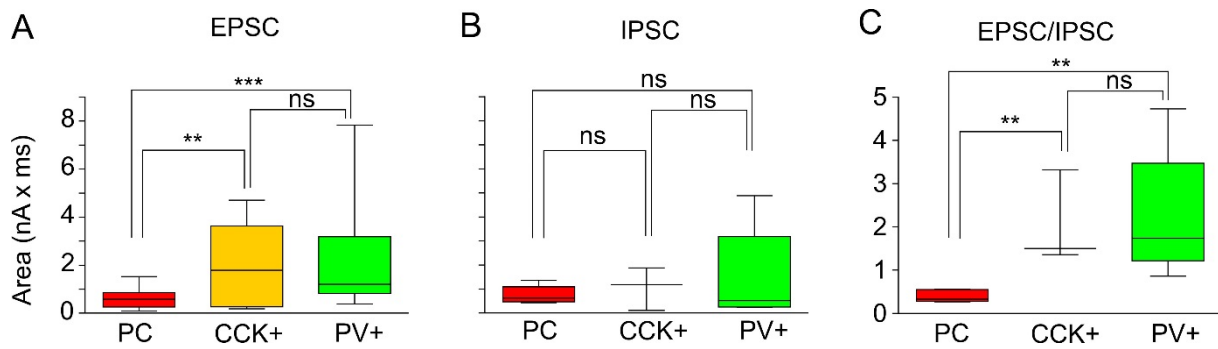 A
EPSC
***
ns
**
8
6
4
2
0
Area (nA x ms)
PC
CCK+
PV+
B
IPSC
ns
ns
ns
PC
CCK+
PV+
C
EPSC/IPSC
**
ns
**
5
4
3
2
1
0
PC
CCK+
PV+